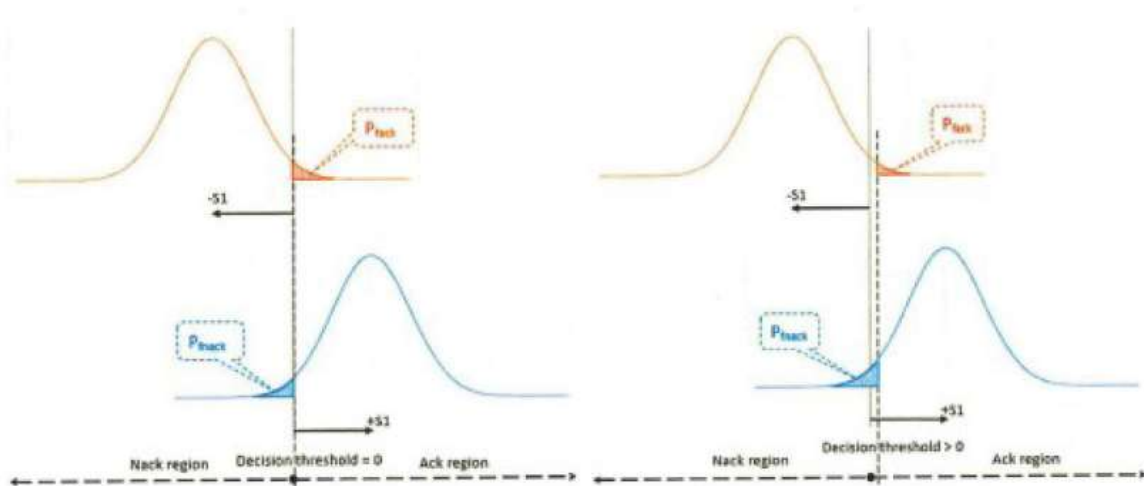 Pfack
-S1
Pfnack
+S1
Nack region
Decision threshold = 0
Ack region
Pfack
-S1
Pfnack
+S1
Nack region
Decision threshold > 0
Ack region